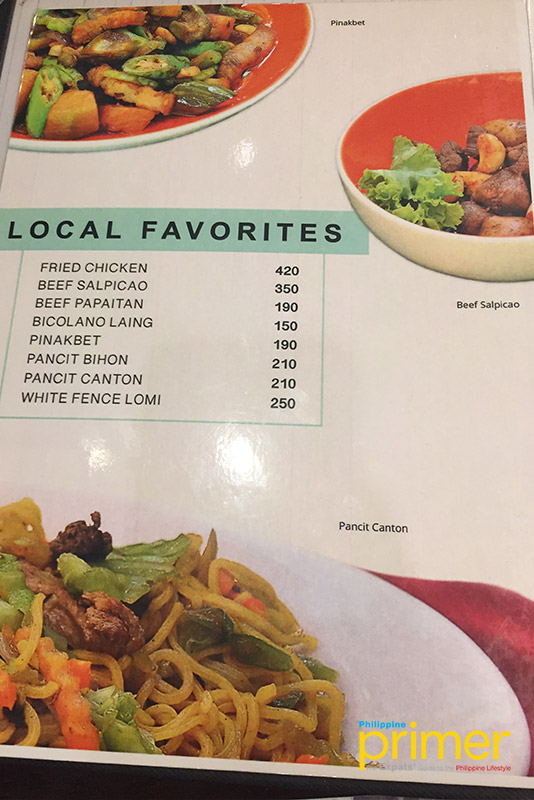 Pinakbet
LOCAL FAVORITES
FRIED CHICKEN 420
BEEF SALPICAO 350
BEEF PAPAITAN 190
BICOLANO LAING 150
PINAKBET 190
PANCIT BIHON 210
PANCIT CANTON 210
WHITE FENCE LOMI 250
Beef Salpicao
Pancit Canton
Philippine
primer
Expats' Philippine Lifestyle